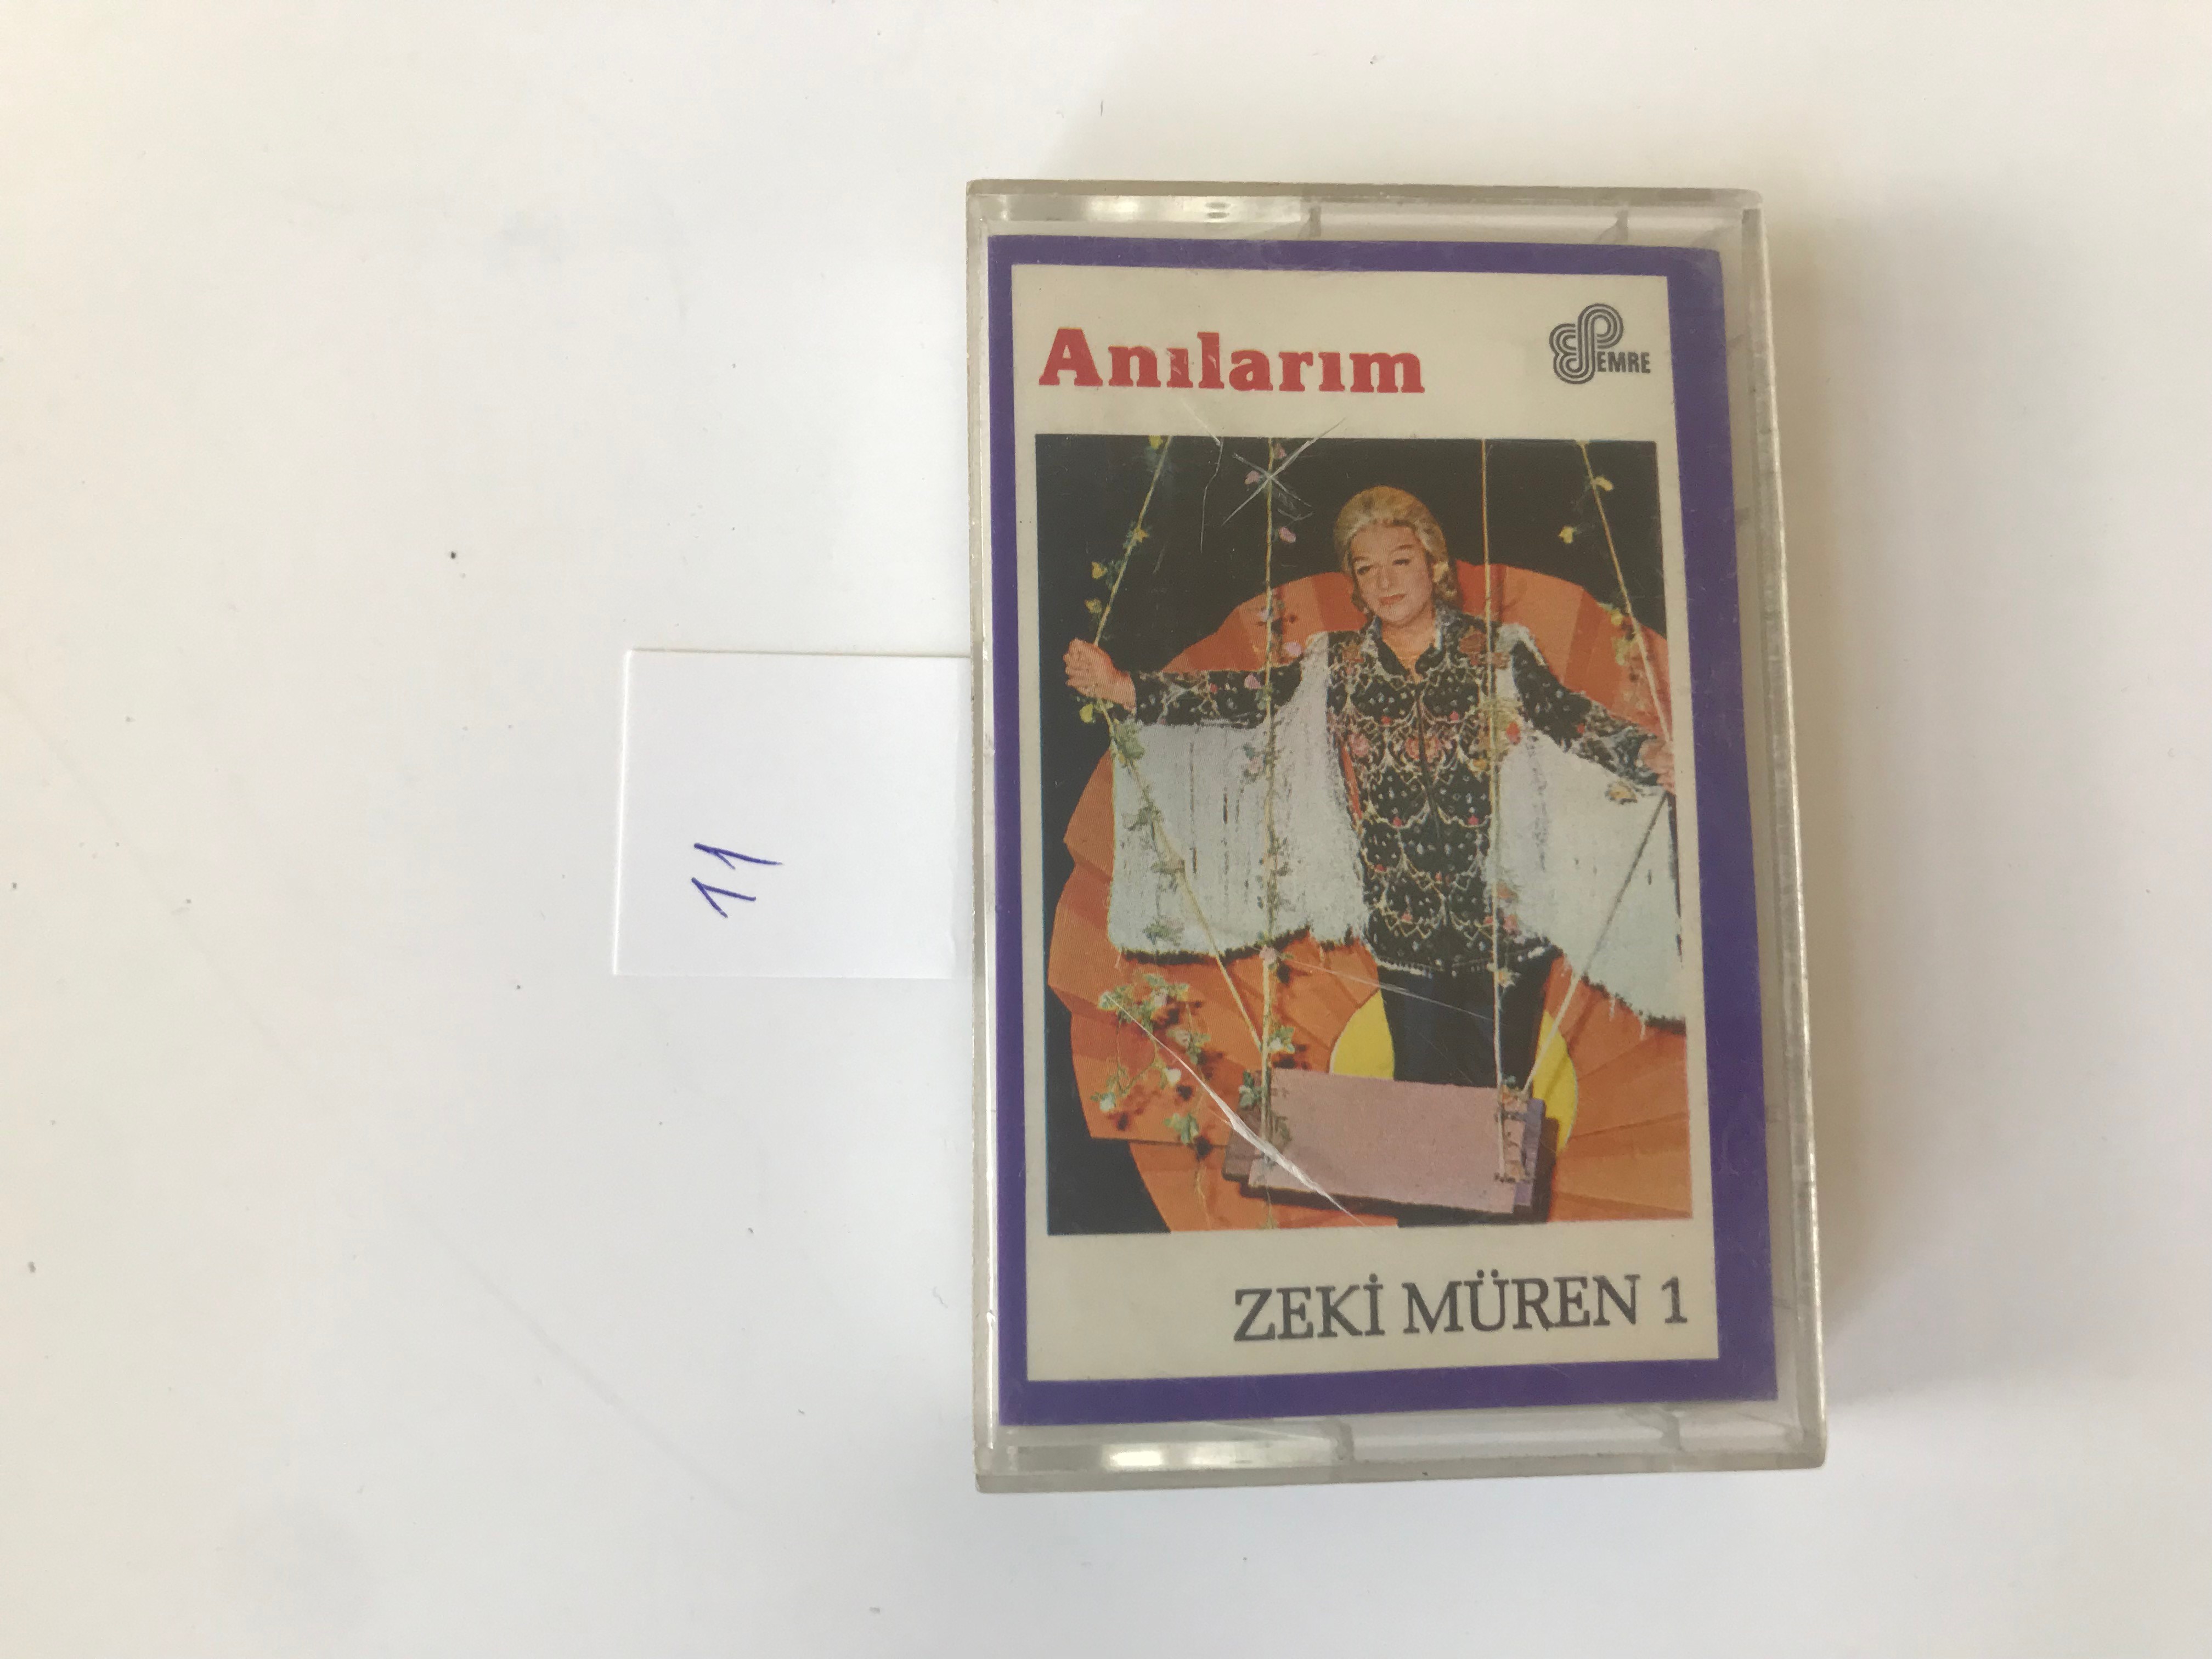 Anılarım
EMRE
11
ZEKİ MÜREN 1